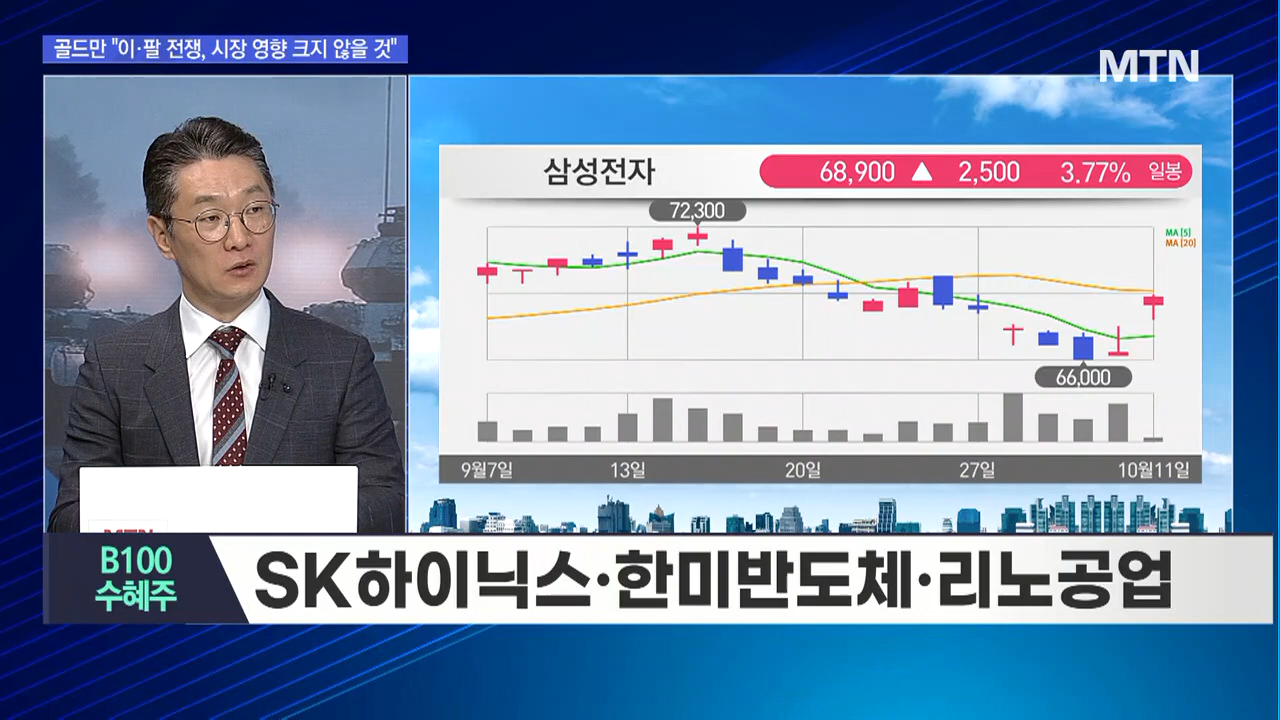 골드만 "이·팔 전쟁, 시장 영향 크지 않을 것"
MTN
삼성전자
68,900 ▲ 2,500 3.77% 일봉
72,300
MA [5]
MA [20]
66,000
9월7일 13일 20일 27일 10월11일
MTN
B100
수혜주
SK하이닉스·한미반도체·리노공업